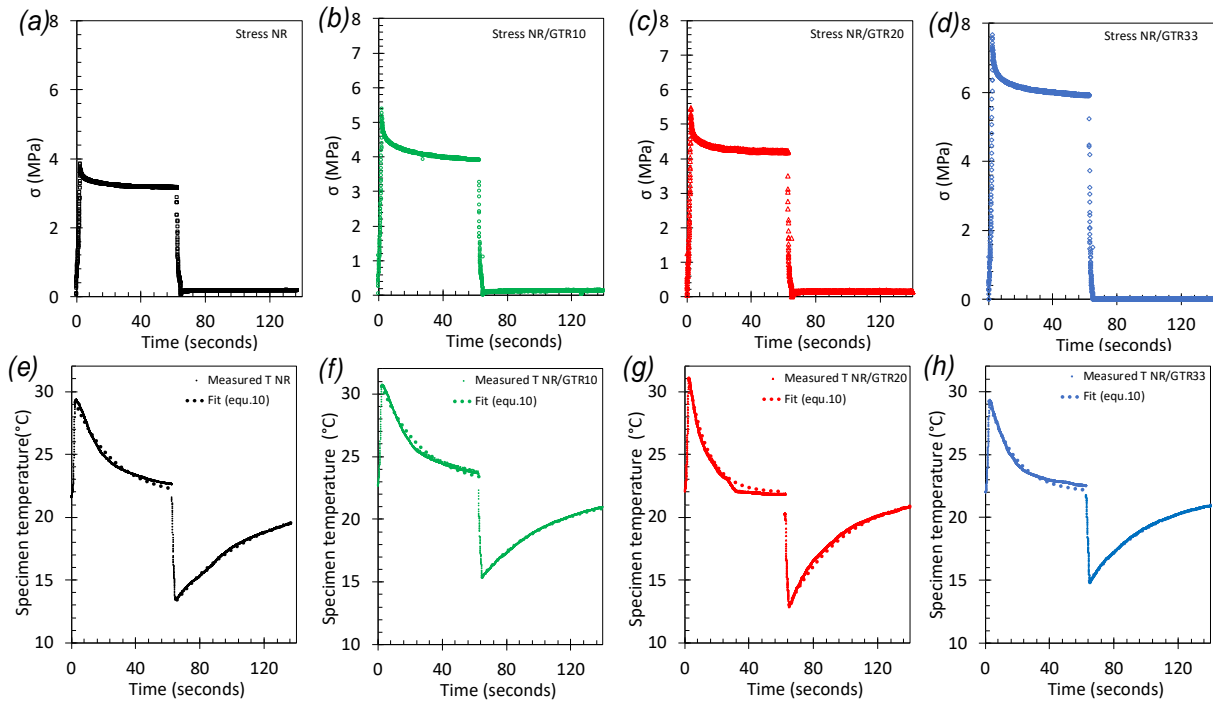 (a)
Stress NR
8
6
4
2
0
σ (MPa)
0
40
80
120
Time (seconds)
(b)
Stress NR/GTR10
8
7
6
5
4
3
2
1
0
σ (MPa)
0
40
80
120
Time (seconds)
(c)
Stress NR/GTR20
8
7
6
5
4
3
2
1
0
σ (MPa)
0
40
80
120
Time (seconds)
(d)
Stress NR/GTR33
8
6
4
2
0
σ (MPa)
0
40
80
120
Time (seconds)
(e)
Measured T NR
Fit (equ.10)
30
25
20
15
10
Specimen temperature(°C)
0
40
80
120
Time (seconds)
(f)
Measured T NR/GTR10
Fit (equ.10)
30
25
20
15
10
Specimen temperature (°C)
0
40
80
120
Time (seconds)
(g)
Measured T NR/GTR20
Fit (equ.10)
30
25
20
15
10
Specimen temperature (°C)
0
40
80
120
Time (seconds)
(h)
Measured T NR/GTR33
Fit (equ.10)
30
25
20
15
10
Specimen temperature (°C)
0
40
80
120
Time (seconds)